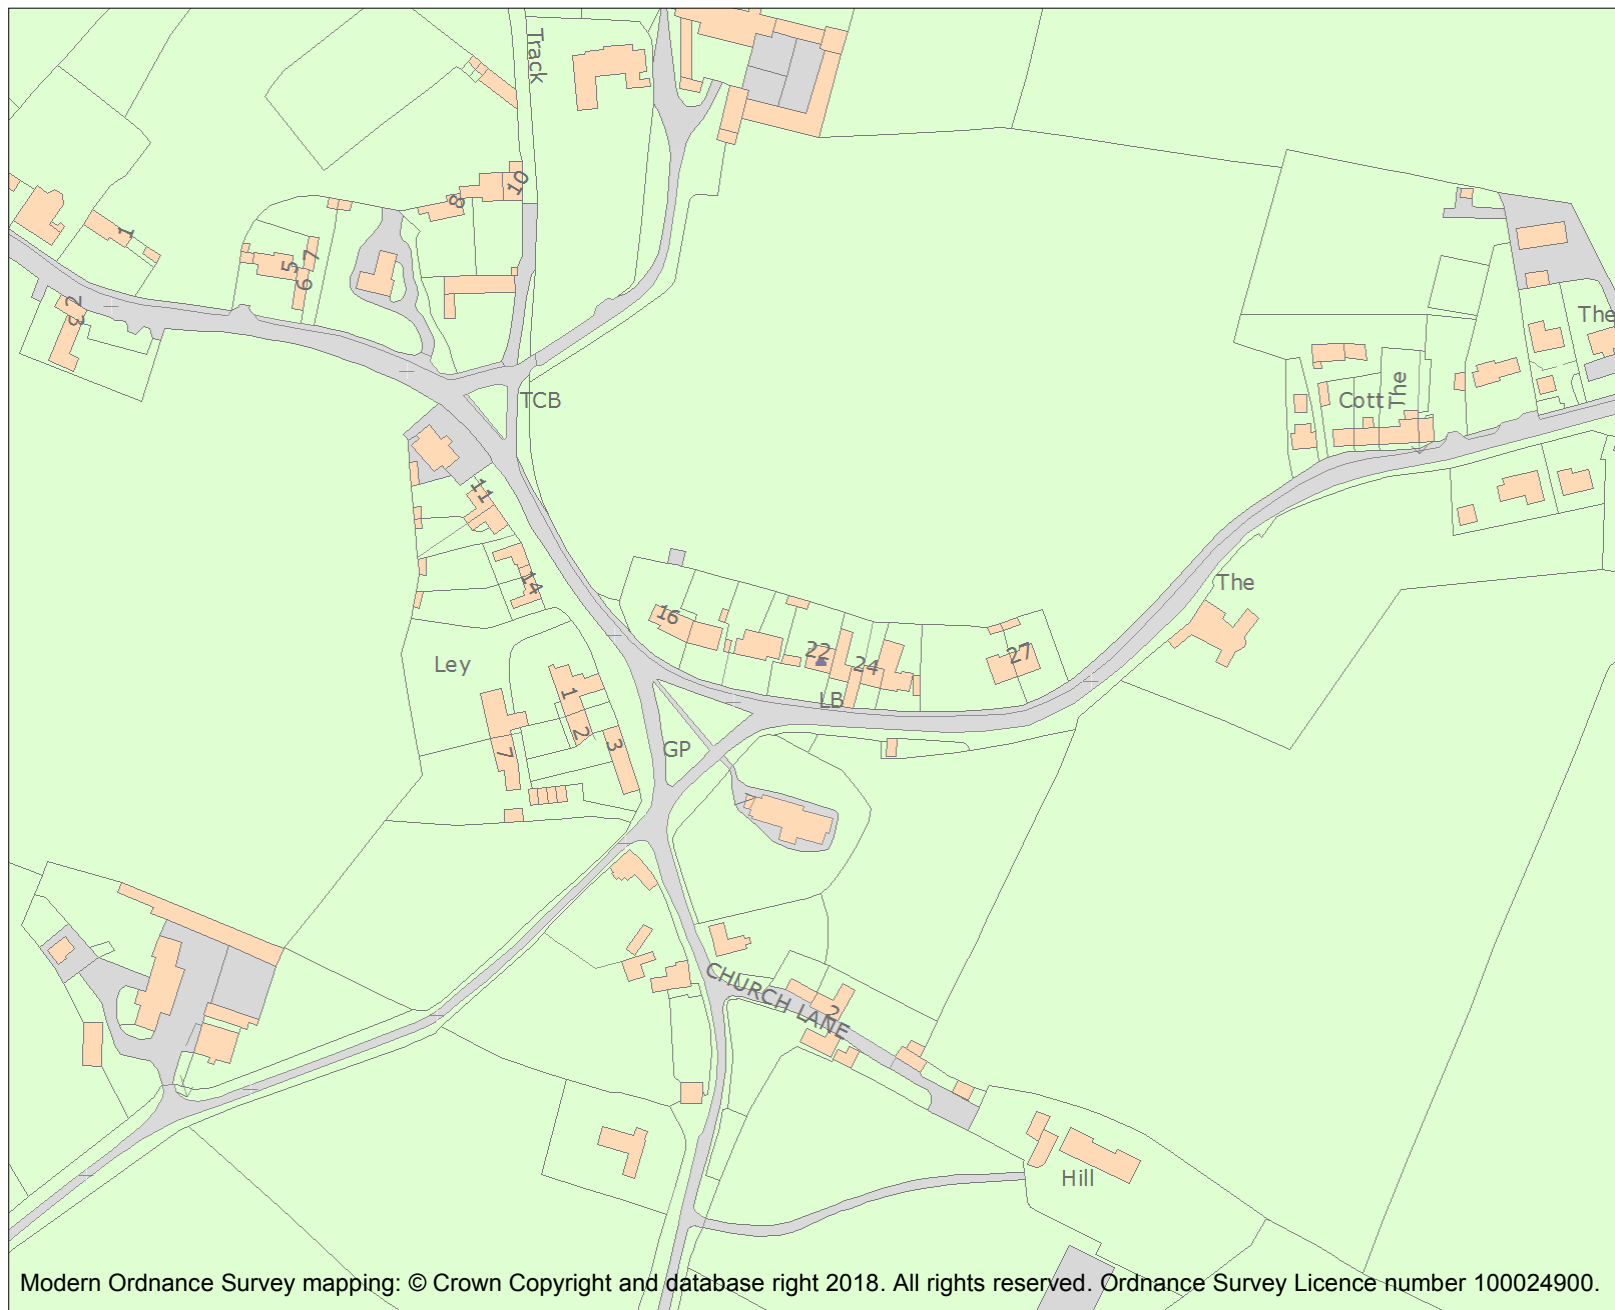 Track
10
8
1
5
7
6
2
3
The
TCB
Cott
The
11
14
The
16
22
24
27
Ley
1
LB
2
3
GP
7
CHURCH LANE
2
Hill
Modern Ordnance Survey mapping: © Crown Copyright and database right 2018. All rights reserved. Ordnance Survey Licence number 100024900.